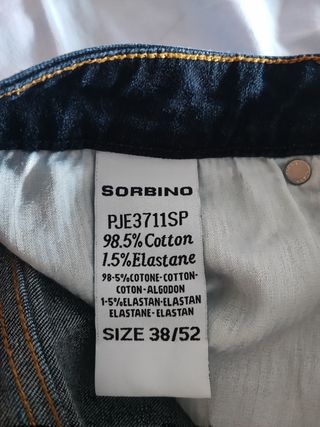 SORBINO
PJE3711SP
98.5% Cotton
1.5% Elastane
98-5%COTONE-COTTON-
COTON-ALGODON
1-5%ELASTAN-ELASTAN
ELASTANE-ELASTAN
SIZE 38/52